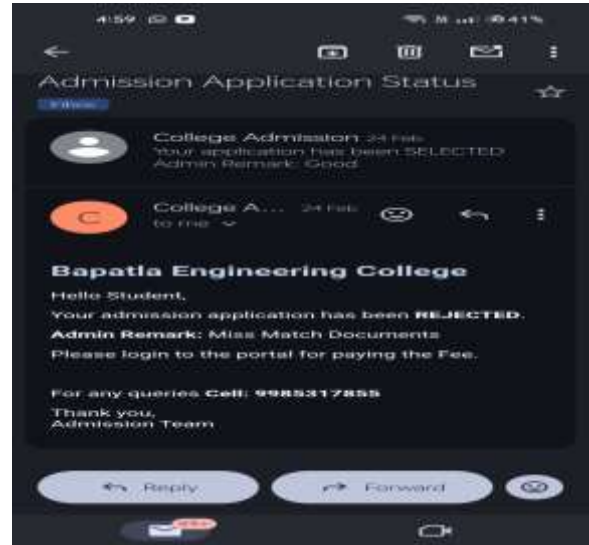 4:59
41%
Admission Application Status
Inbox
College Admission 24 Feb
Your application has been SELECTED
Admin Remark: Good
C
College A... 24 Feb
to me
Bapatla Engineering College
Hello Student,
Your admission application has been REJECTED.
Admin Remark: Miss Match Documents
Please login to the portal for paying the Fee.
For any queries Cell: 9985317855
Thank you,
Admission Team
Reply
Forward